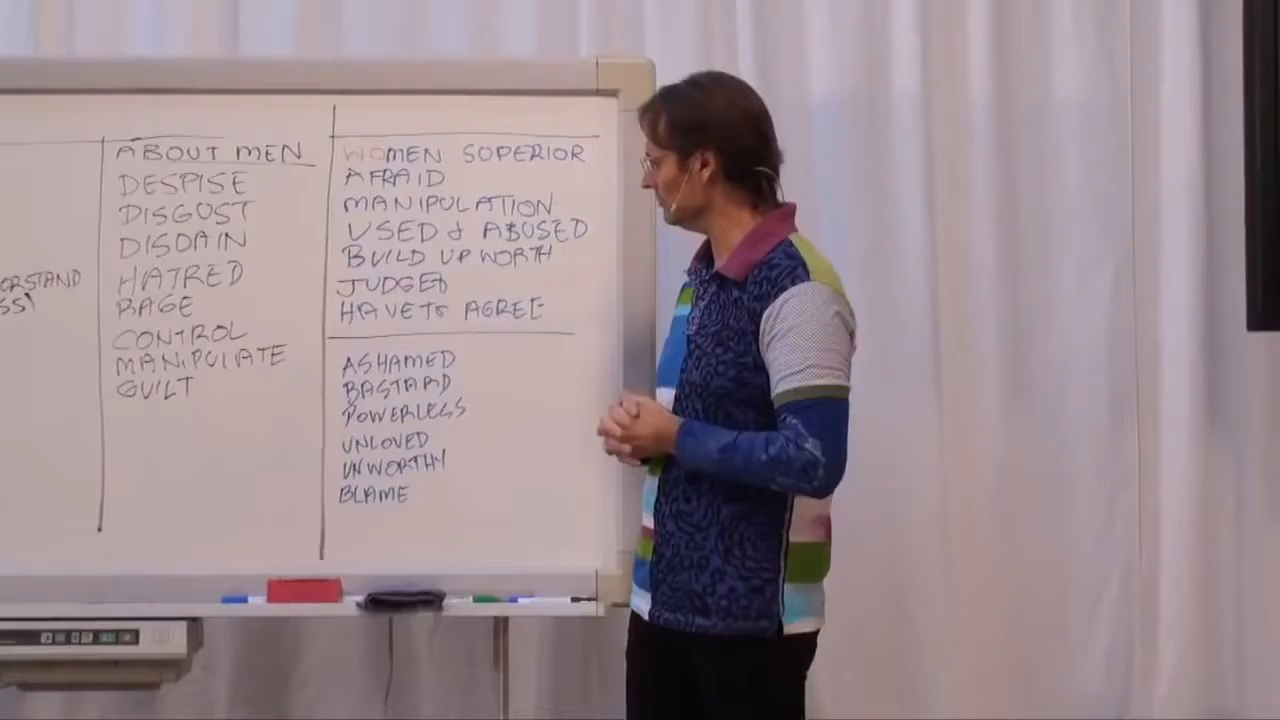 ABOUT MEN
DESPISE
DISGUST
DISDAIN
HATRED
RAGE
CONTROL
MANIPULATE
GUILT
WOMEN SUPERIOR
AFRAID
MANIPULATION
USED & ABUSED
BUILD UP WORTH
JUDGED
HAVE TO AGREE
ASHAMED
BASTARD
POWERLESS
UNLOVED
UNWORTHY
BLAME